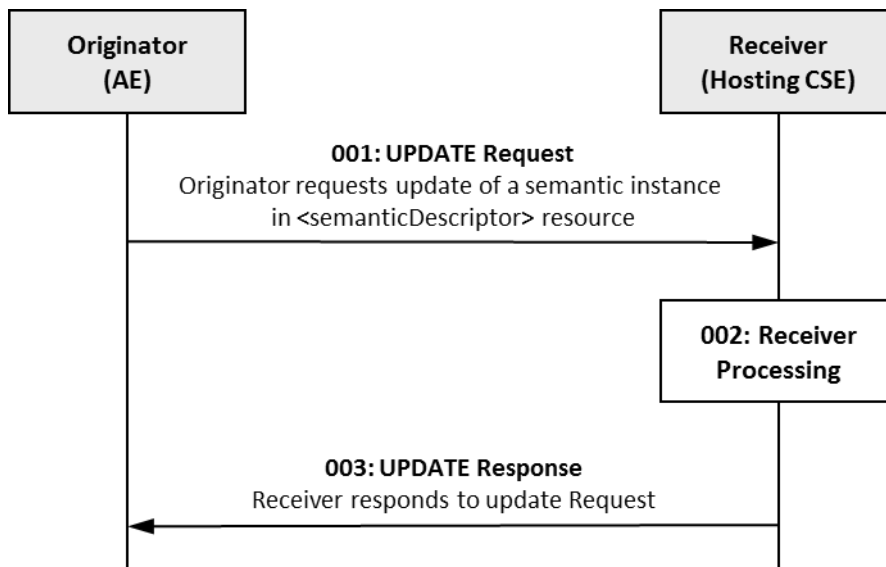 Originator
(AE)
Receiver
(Hosting CSE)
001: UPDATE Request
Originator requests update of a semantic instance
in <semanticDescriptor> resource
002: Receiver
Processing
003: UPDATE Response
Receiver responds to update Request